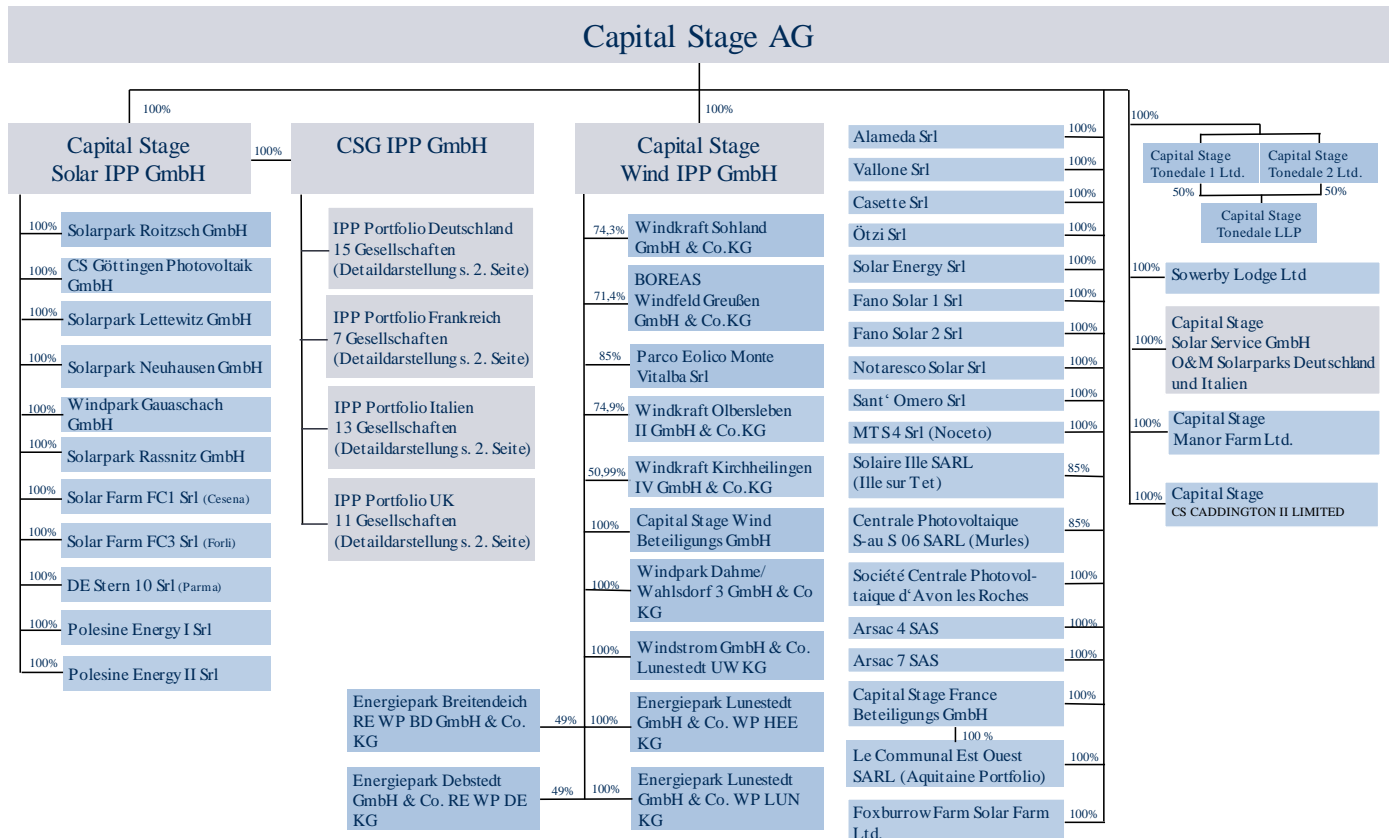 Capital Stage AG
100%
100%
Capital Stage
Solar IPP GmbH
100%
CSG IPP GmbH
Capital Stage
Wind IPP GmbH
100%
Solarpark Roitzsch GmbH
100%
CS Göttingen Photovoltaik
GmbH
100%
Solarpark Lettewitz GmbH
100%
Solarpark Neuhausen GmbH
100%
Windpark Gauaschach
GmbH
100%
Solarpark Rassnitz GmbH
100%
Solar Farm FC1 Srl (Cesena)
100%
Solar Farm FC3 Srl (Forli)
100%
DE Stern 10 Srl (Parma)
100%
Polesine Energy I Srl
100%
Polesine Energy II Srl
IPP Portfolio Deutschland
15 Gesellschaften
(Detaildarstellung s. 2. Seite)
IPP Portfolio Frankreich
7 Gesellschaften
(Detaildarstellung s. 2. Seite)
IPP Portfolio Italien
13 Gesellschaften
(Detaildarstellung s. 2. Seite)
IPP Portfolio UK
11 Gesellschaften
(Detaildarstellung s. 2. Seite)
74,3%
Windkraft Sohland
GmbH & Co.KG
71,4%
BOREAS
Windfeld Greußen
GmbH & Co.KG
85%
Parco Eolico Monte
Vitalba Srl
74,9%
Windkraft Olbersleben
II GmbH & Co.KG
50,99%
Windkraft Kirchheilingen
IV GmbH & Co.KG
100%
Capital Stage Wind
Beteiligungs GmbH
100%
Windpark Dahme/
Wahlsdorf 3 GmbH & Co
KG
100%
Windstrom GmbH & Co.
Lunestedt UW KG
Energiepark Breitendeich
RE WP BD GmbH & Co.
KG
49%
100%
Energiepark Lunestedt
GmbH & Co. WP HEE
KG
Energiepark Debstedt
GmbH & Co. RE WP DE
KG
49%
100%
Energiepark Lunestedt
GmbH & Co. WP LUN
KG
Alameda Srl
100%
Vallone Srl
100%
Casette Srl
100%
Ötzi Srl
100%
Solar Energy Srl
100%
Fano Solar 1 Srl
100%
Fano Solar 2 Srl
100%
Notaresco Solar Srl
100%
Sant‘ Omero Srl
100%
MTS4 Srl (Noceto)
100%
Solaire Ille SARL
(Ille sur Tet)
85%
Centrale Photovoltaique
S-au S 06 SARL (Murles)
85%
Société Centrale Photovol-
taique d‘Avon les Roches
100%
Arsac 4 SAS
100%
Arsac 7 SAS
100%
Capital Stage France
Beteiligungs GmbH
100%
100 %
Le Communal Est Ouest
SARL (Aquitaine Portfolio)
100%
Foxburrow Farm Solar Farm
Ltd.
100%
100%
Capital Stage
Tonedale 1 Ltd.
Capital Stage
Tonedale 2 Ltd.
50%
50%
Capital Stage
Tonedale LLP
100%
Sowerby Lodge Ltd
100%
Capital Stage
Solar Service GmbH
O&M Solarparks Deutschland
und Italien
100%
Capital Stage
Manor Farm Ltd.
100%
Capital Stage
CS CADDINGTON II LIMITED